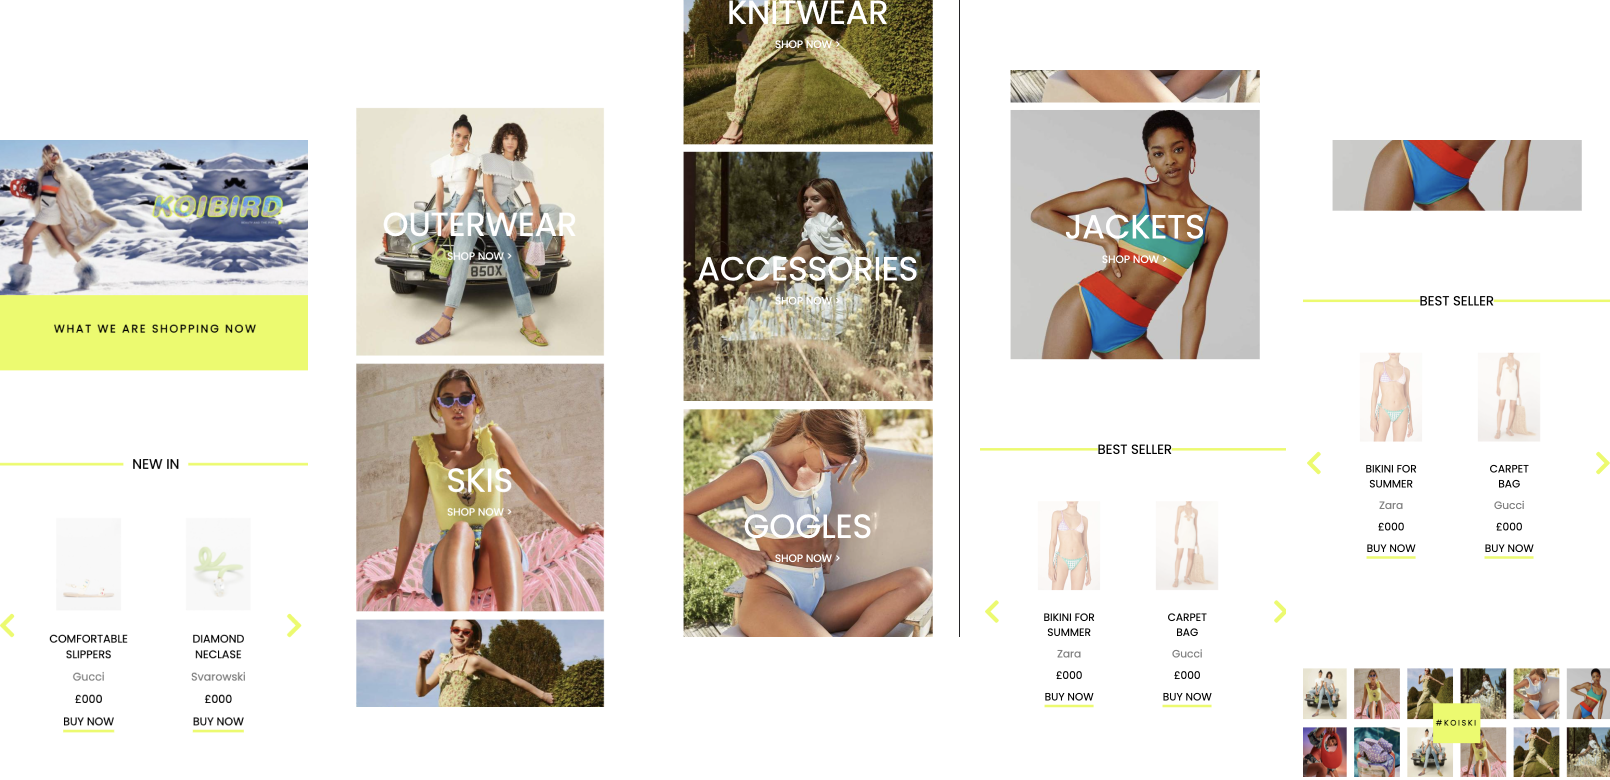 KOIBIRD
WHAT WE ARE SHOPPING NOW
NEW IN
COMFORTABLE
SLIPPERS
Gucci
£000
BUY NOW
DIAMOND
NECLASE
Svarowski
£000
BUY NOW
OUTERWEAR
SHOP NOW >
850X
SKIS
SHOP NOW >
KNITWEAR
SHOP NOW >
ACCESSORIES
SHOP NOW >
GOGLES
SHOP NOW >
JACKETS
SHOP NOW >
BEST SELLER
BIKINI FOR
SUMMER
Zara
£000
BUY NOW
CARPET
BAG
Gucci
£000
BUY NOW
BEST SELLER
BIKINI FOR
SUMMER
Zara
£000
BUY NOW
CARPET
BAG
Gucci
£000
BUY NOW
#KOISKI